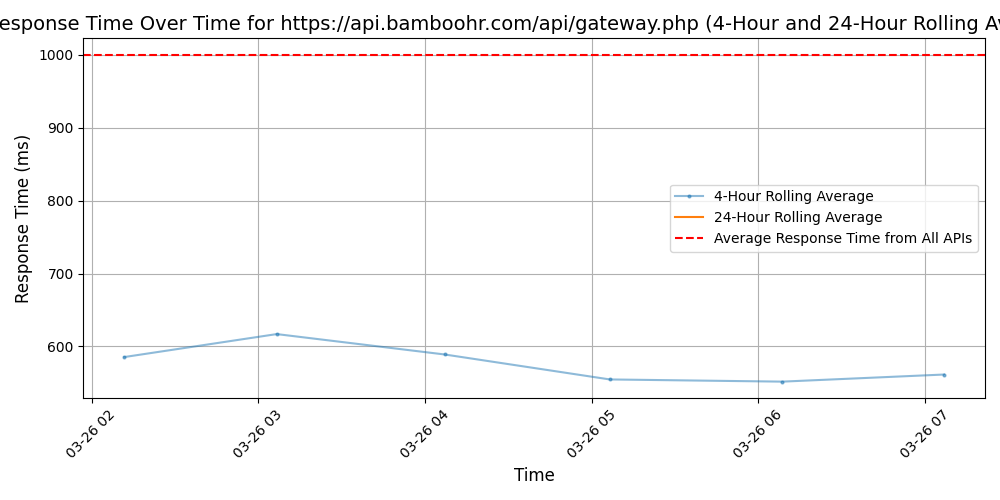 esponse Time Over Time for https://api.bamboohr.com/api/gateway.php (4-Hour and 24-Hour Rolling Av
Response Time (ms)
1000
900
800
700
600
4-Hour Rolling Average
24-Hour Rolling Average
Average Response Time from All APIs
03-26 02
03-26 03
03-26 04
03-26 05
03-26 06
03-26 07
Time